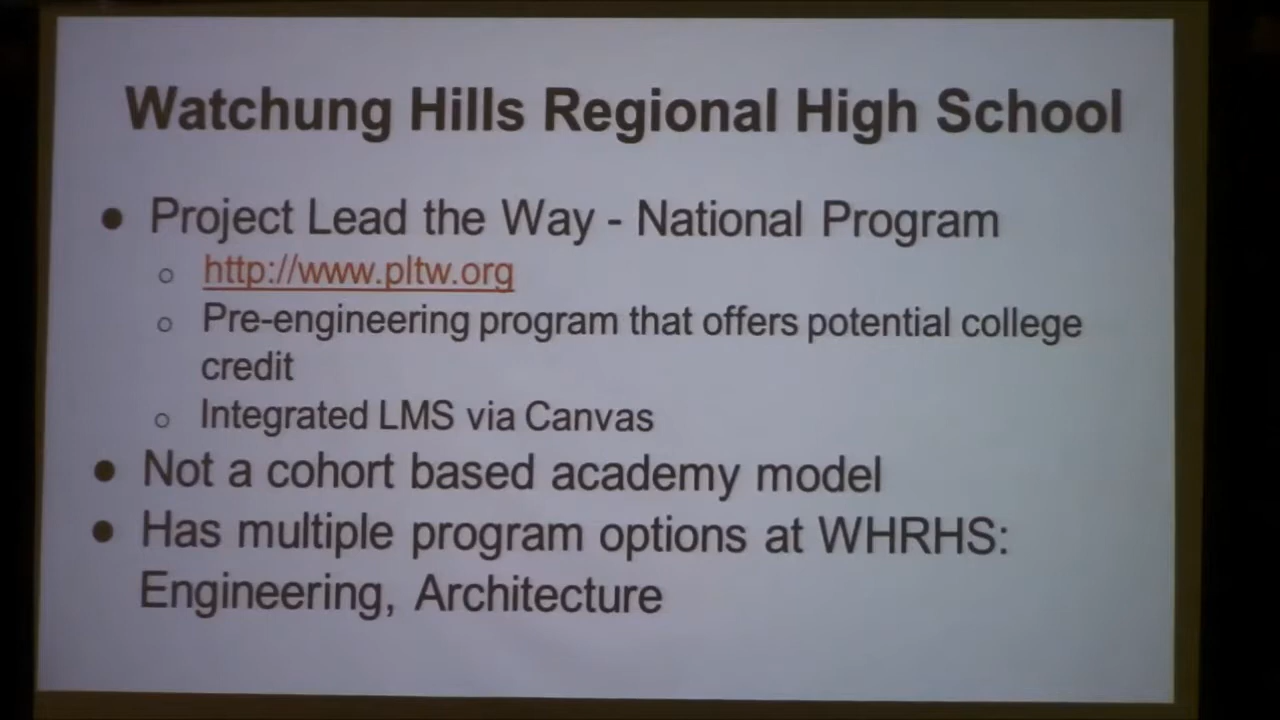 Watchung Hills Regional High School
● Project Lead the Way - National Program
○ http://www.pltw.org
○ Pre-engineering program that offers potential college
credit
○ Integrated LMS via Canvas
● Not a cohort based academy model
● Has multiple program options at WHRHS:
Engineering, Architecture